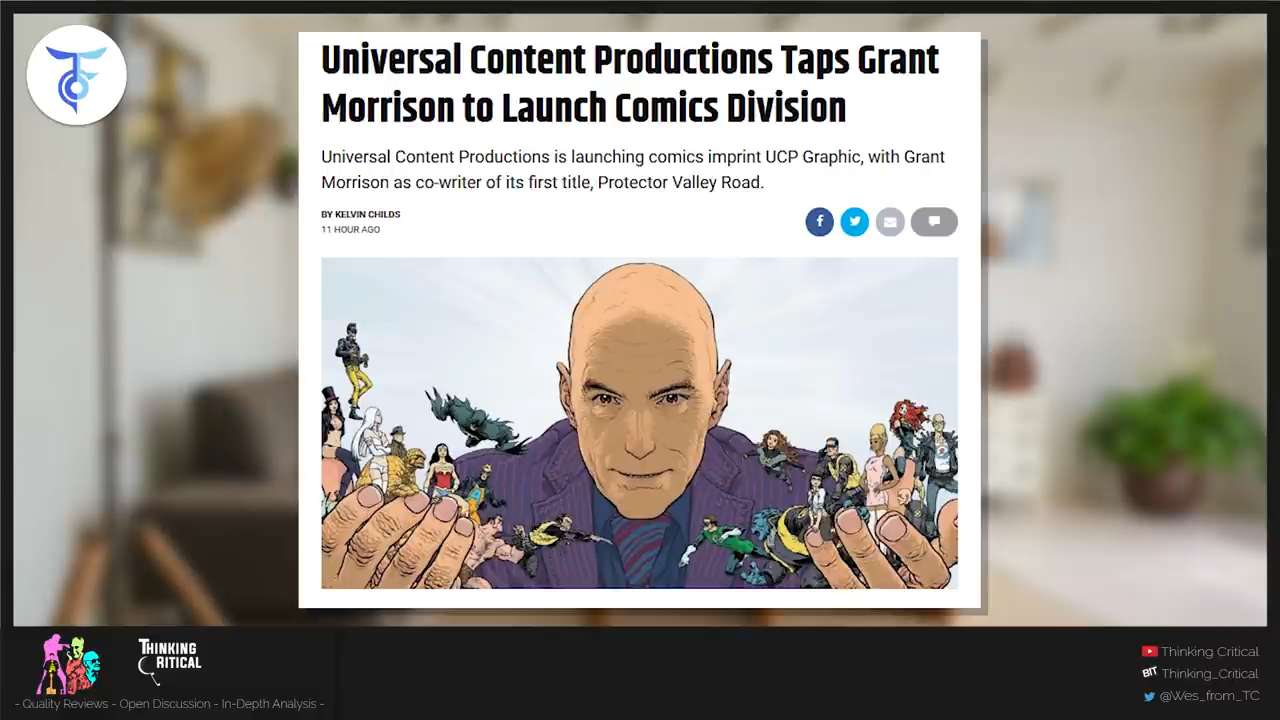 Universal Content Productions Taps Grant
Morrison to Launch Comics Division
Universal Content Productions is launching comics imprint UCP Graphic, with Grant
Morrison as co-writer of its first title, Protector Valley Road.
BY KELVIN CHILDS
11 HOUR AGO
THINKING
CRITICAL
- Quality Reviews - Open Discussion - In-Depth Analysis -
Thinking Critical
BIT Thinking_Critical
@Wes_from_TC